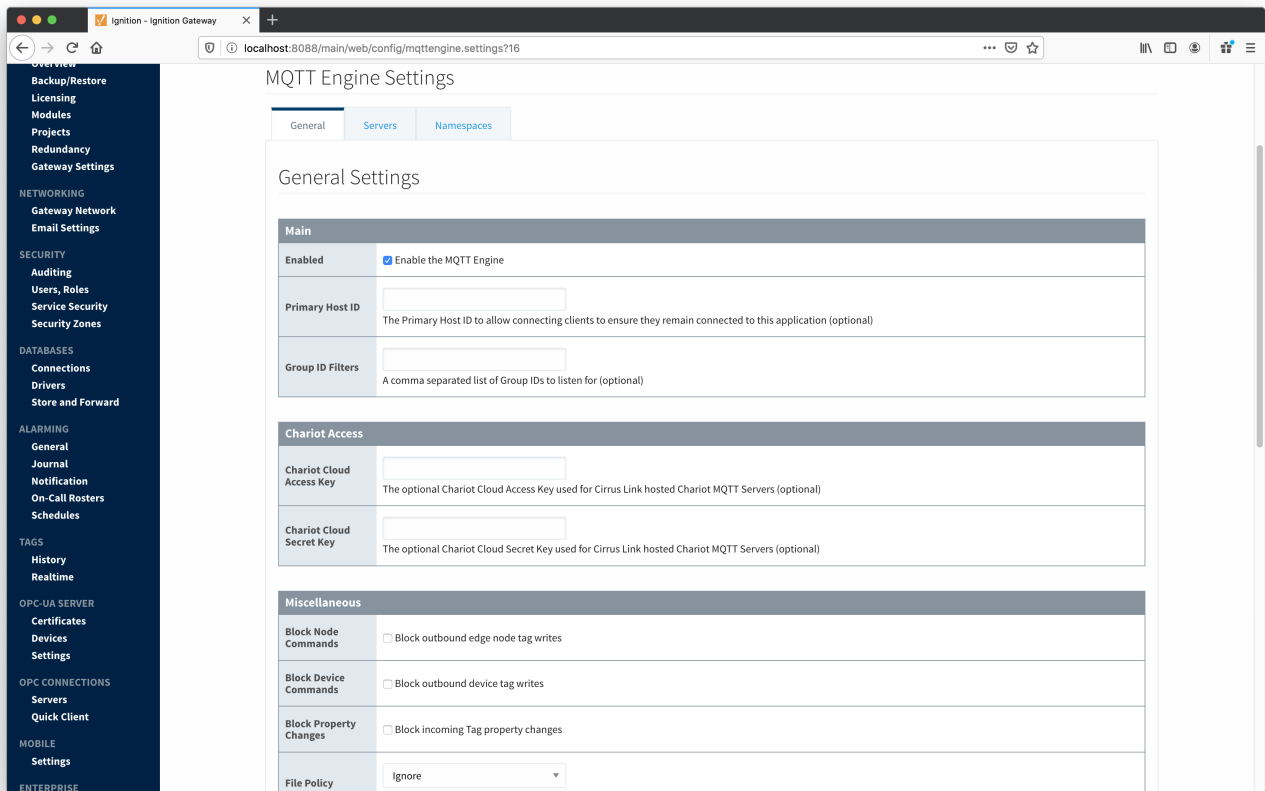 Ignition - Ignition Gateway
localhost:8088/main/web/config/mqttengine.settings?16
Overview
Backup/Restore
Licensing
Modules
Projects
Redundancy
Gateway Settings
NETWORKING
Gateway Network
Email Settings
SECURITY
Auditing
Users, Roles
Service Security
Security Zones
DATABASES
Connections
Drivers
Store and Forward
ALARMING
General
Journal
Notification
On-Call Rosters
Schedules
TAGS
History
Realtime
OPC-UA SERVER
Certificates
Devices
Settings
OPC CONNECTIONS
Servers
Quick Client
MOBILE
Settings
ENTERPRISE
MQTT Engine Settings
General Servers Namespaces
General Settings
Main
Enabled Enable the MQTT Engine
Primary Host ID
The Primary Host ID to allow connecting clients to ensure they remain connected to this application (optional)
Group ID Filters
A comma separated list of Group IDs to listen for (optional)
Chariot Access
Chariot Cloud
Access Key
The optional Chariot Cloud Access Key used for Cirrus Link hosted Chariot MQTT Servers (optional)
Chariot Cloud
Secret Key
The optional Chariot Cloud Secret Key used for Cirrus Link hosted Chariot MQTT Servers (optional)
Miscellaneous
Block Node
Commands
Block outbound edge node tag writes
Block Device
Commands
Block outbound device tag writes
Block Property
Changes
Block incoming Tag property changes
File Policy
Ignore